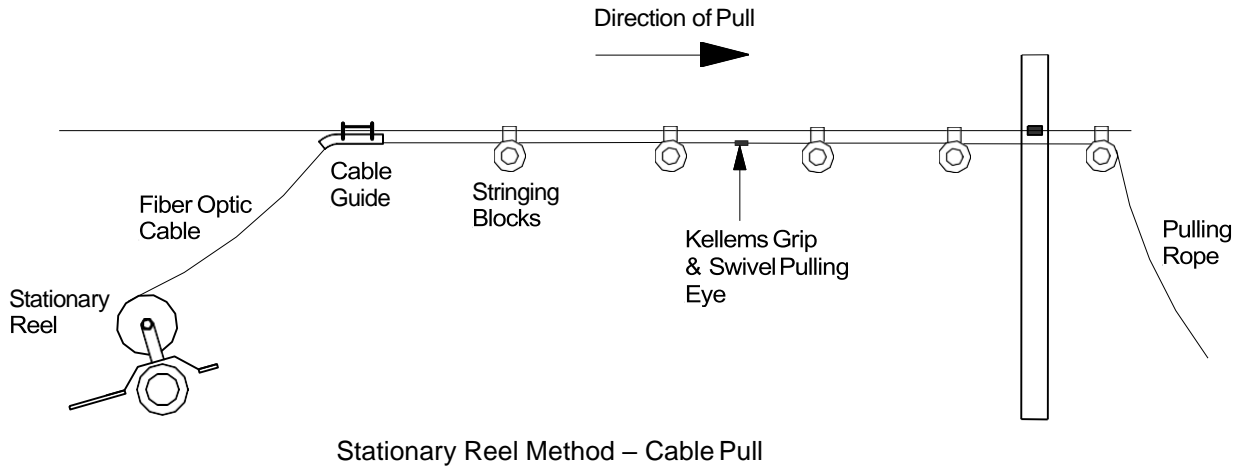 Direction of Pull
Cable
Guide
Stringing
Blocks
Fiber Optic
Cable
Kellems Grip
& Swivel Pulling
Eye
Pulling
Rope
Stationary
Reel
Stationary Reel Method – Cable Pull